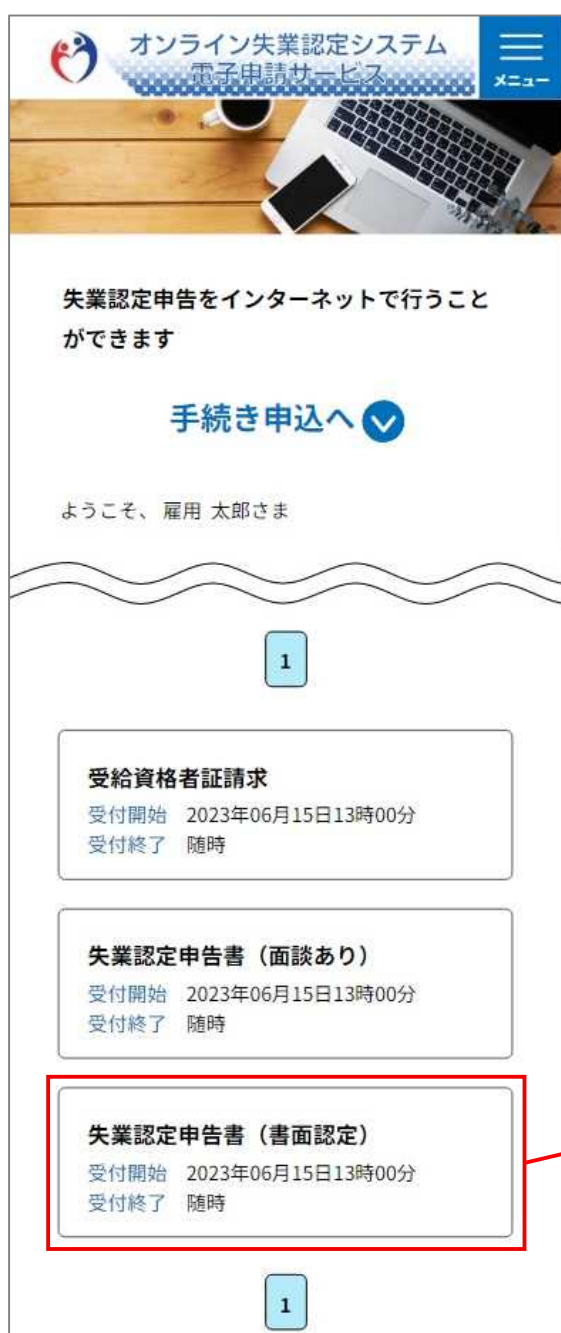 オンライン失業認定システム
電子申請サービス
メニュー
失業認定申告をインターネットで行うこと
ができます
手続き申込へ
ようこそ、 雇用 太郎さま
1
受給資格者証請求
受付開始 2023年06月15日13時00分
受付終了 随時
失業認定申告書（面談あり）
受付開始 2023年06月15日13時00分
受付終了 随時
失業認定申告書（書面認定）
受付開始 2023年06月15日13時00分
受付終了 随時
1